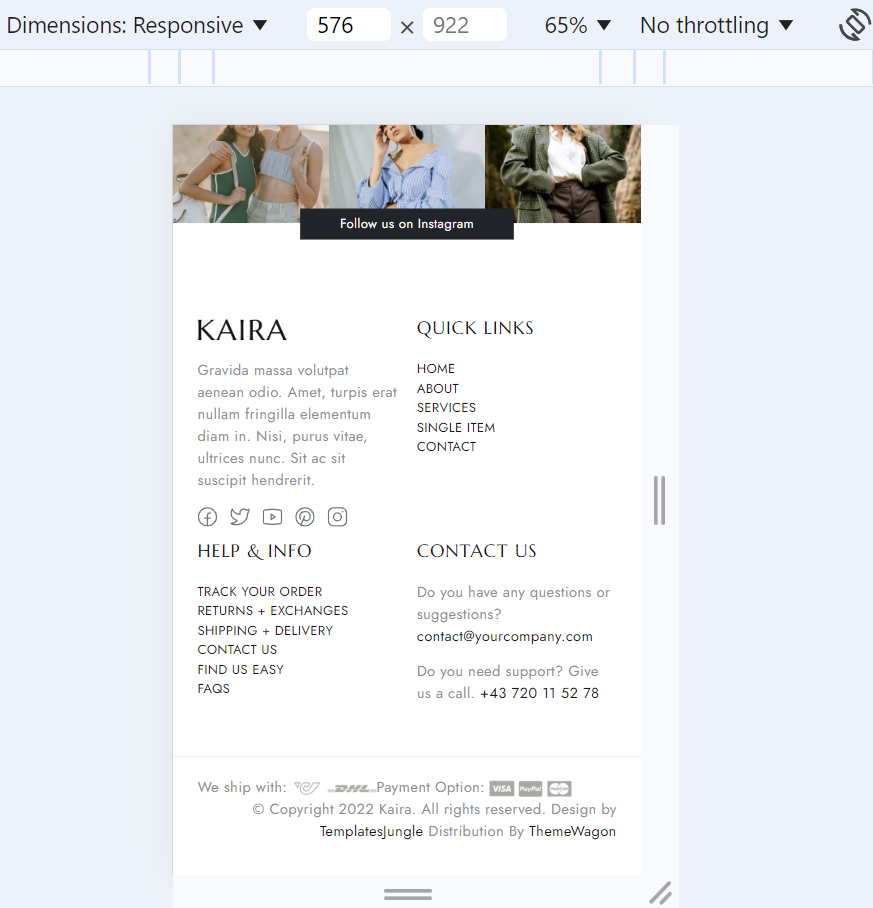 Dimensions: Responsive 576 × 922 65% No throttling
Follow us on Instagram
KAIRA
Gravida massa volutpat
aenean odio. Amet, turpis erat
nullam fringilla elementum
diam in. Nisi, purus vitae,
ultrices nunc. Sit ac sit
suscipit hendrerit.
QUICK LINKS
HOME
ABOUT
SERVICES
SINGLE ITEM
CONTACT
HELP & INFO
TRACK YOUR ORDER
RETURNS + EXCHANGES
SHIPPING + DELIVERY
CONTACT US
FIND US EASY
FAQS
CONTACT US
Do you have any questions or
suggestions?
contact@yourcompany.com
Do you need support? Give
us a call. +43 720 11 52 78
We ship with: DHL Payment Option: VISA PayPal MasterCard
© Copyright 2022 Kaira. All rights reserved. Design by
TemplatesJungle Distribution By ThemeWagon